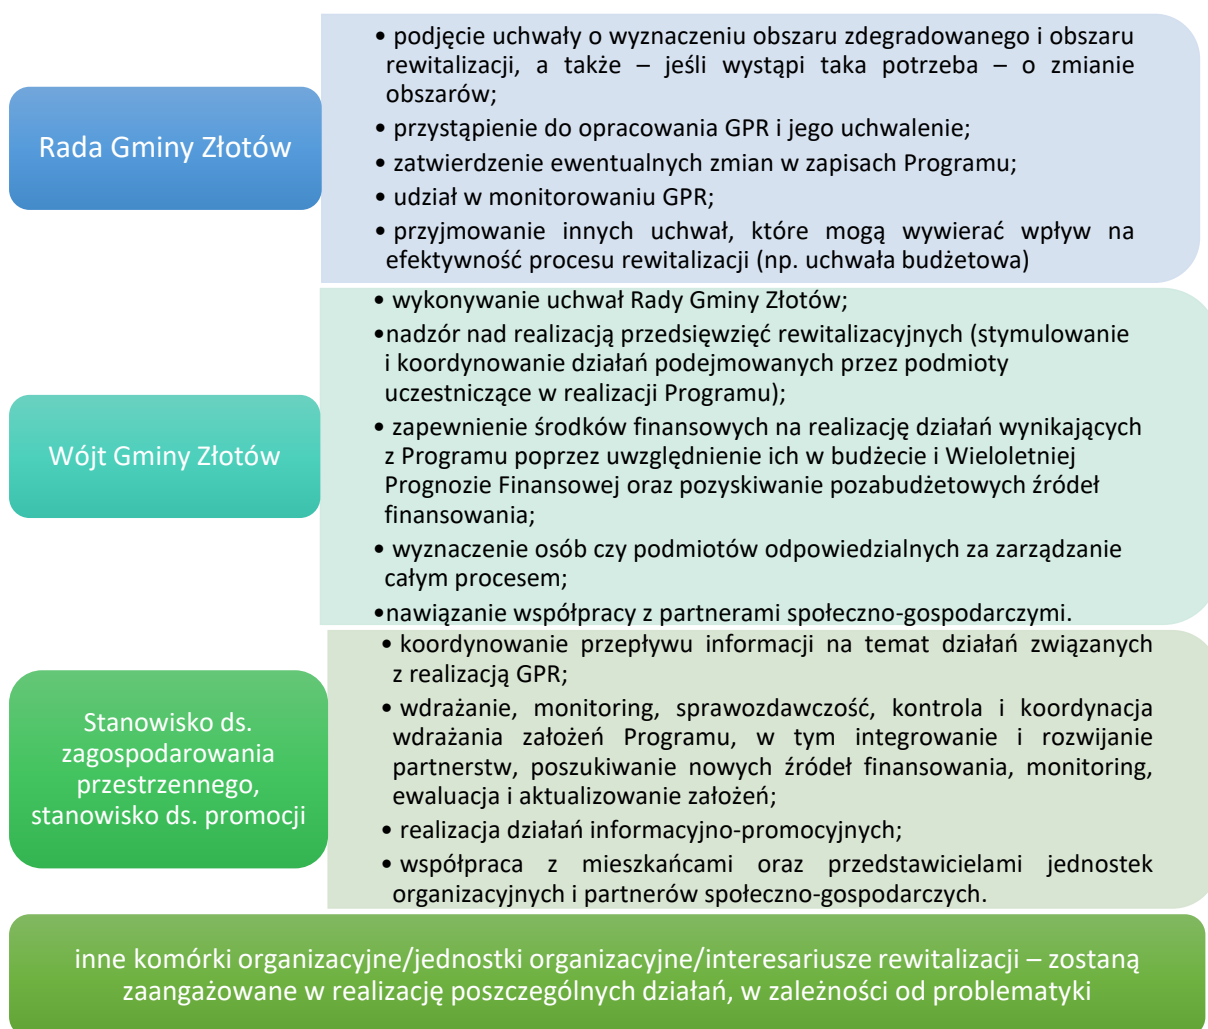 Rada Gminy Złotów
• podjęcie uchwały o wyznaczeniu obszaru zdegradowanego i obszaru
rewitalizacji, a także – jeśli wystąpi taka potrzeba – o zmianie
obszarów;
• przystąpienie do opracowania GPR i jego uchwalenie;
• zatwierdzenie ewentualnych zmian w zapisach Programu;
• udział w monitorowaniu GPR;
• przyjmowanie innych uchwał, które mogą wywierać wpływ na
efektywność procesu rewitalizacji (np. uchwała budżetowa)
Wójt Gminy Złotów
• wykonywanie uchwał Rady Gminy Złotów;
•nadzór nad realizacją przedsięwzięć rewitalizacyjnych (stymulowanie
i koordynowanie działań podejmowanych przez podmioty
uczestniczące w realizacji Programu);
• zapewnienie środków finansowych na realizację działań wynikających
z Programu poprzez uwzględnienie ich w budżecie i Wieloletniej
Prognozie Finansowej oraz pozyskiwanie pozabudżetowych źródeł
finansowania;
• wyznaczenie osób czy podmiotów odpowiedzialnych za zarządzanie
całym procesem;
•nawiązanie współpracy z partnerami społeczno-gospodarczymi.
Stanowisko ds.
zagospodarowania
przestrzennego,
stanowisko ds. promocji
• koordynowanie przepływu informacji na temat działań związanych
z realizacją GPR;
• wdrażanie, monitoring, sprawozdawczość, kontrola i koordynacja
wdrażania założeń Programu, w tym integrowanie i rozwijanie
partnerstw, poszukiwanie nowych źródeł finansowania, monitoring,
ewaluacja i aktualizowanie założeń;
• realizacja działań informacyjno-promocyjnych;
• współpraca z mieszkańcami oraz przedstawicielami jednostek
organizacyjnych i partnerów społeczno-gospodarczych.
inne komórki organizacyjne/jednostki organizacyjne/interesariusze rewitalizacji – zostaną
zaangażowane w realizację poszczególnych działań, w zależności od problematyki